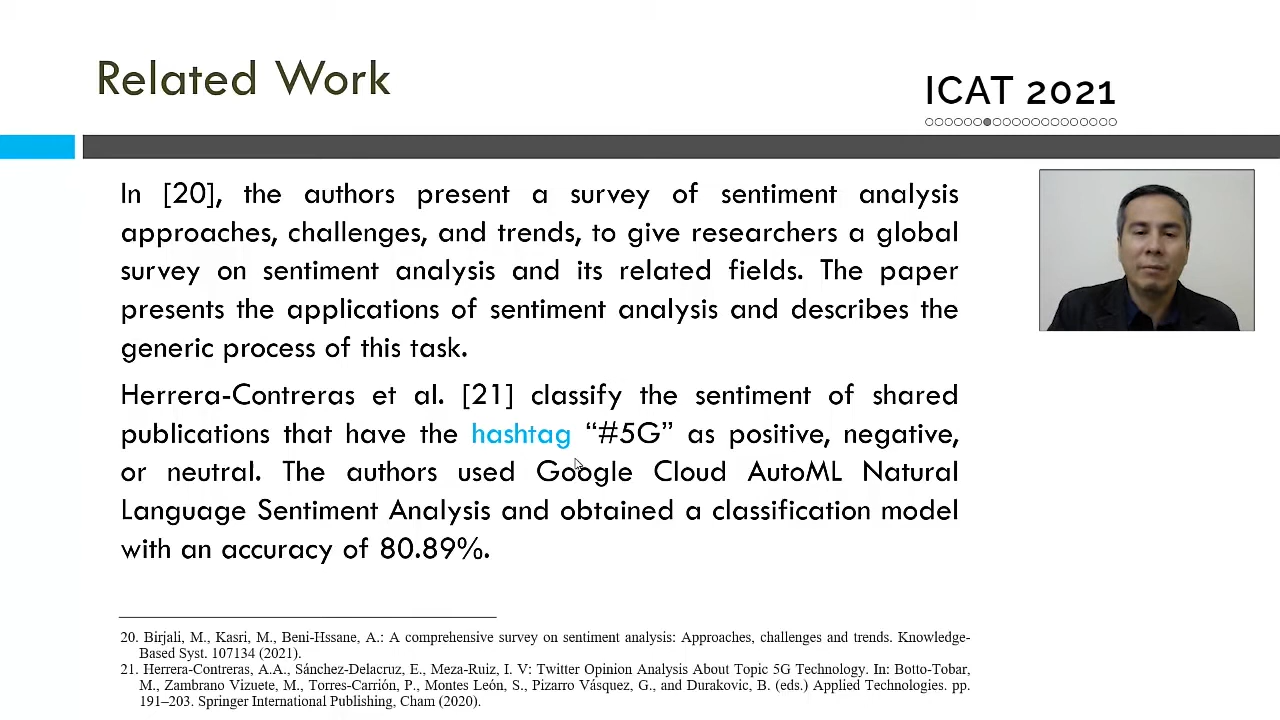 Related Work
ICAT 2021
In [20], the authors present a survey of sentiment analysis
approaches, challenges, and trends, to give researchers a global
survey on sentiment analysis and its related fields. The paper
presents the applications of sentiment analysis and describes the
generic process of this task.
Herrera-Contreras et al. [21] classify the sentiment of shared
publications that have the hashtag “#5G” as positive, negative,
or neutral. The authors used Google Cloud AutoML Natural
Language Sentiment Analysis and obtained a classification model
with an accuracy of 80.89%.
20. Birjali, M., Kasri, M., Beni-Hssane, A.: A comprehensive survey on sentiment analysis: Approaches, challenges and trends. Knowledge-
Based Syst. 107134 (2021).
21. Herrera-Contreras, A.A., Sánchez-Delacruz, E., Meza-Ruiz, I. V: Twitter Opinion Analysis About Topic 5G Technology. In: Botto-Tobar,
M., Zambrano Vizuete, M., Torres-Carrión, P., Montes León, S., Pizarro Vásquez, G., and Durakovic, B. (eds.) Applied Technologies. pp.
191–203. Springer International Publishing, Cham (2020).